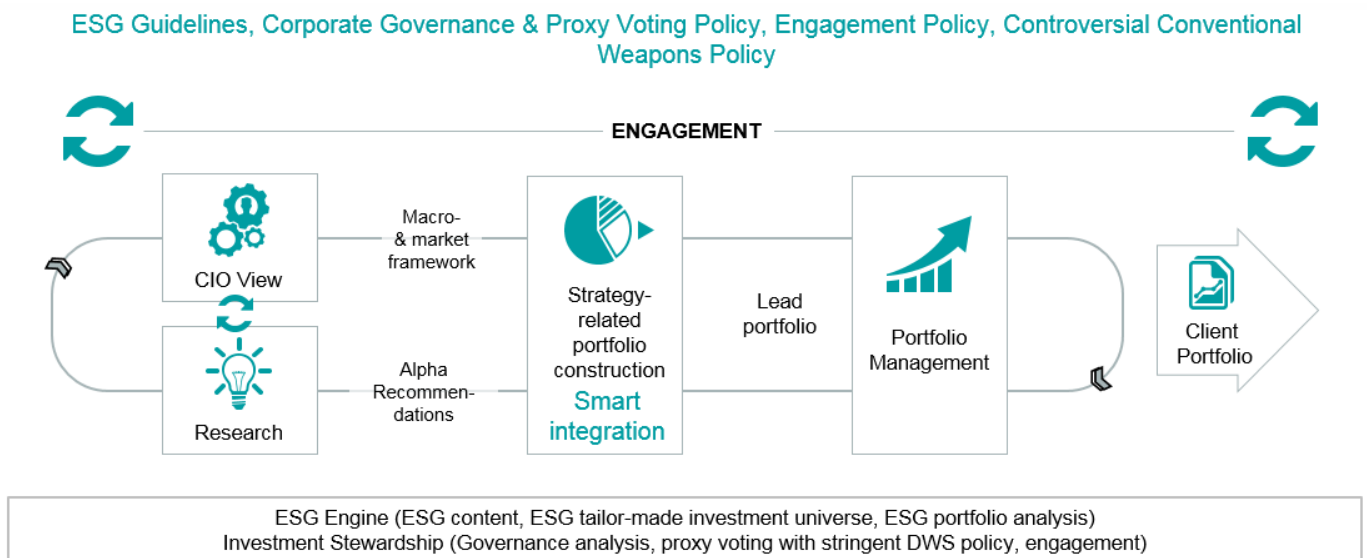 ESG Guidelines, Corporate Governance & Proxy Voting Policy, Engagement Policy, Controversial Conventional
Weapons Policy
ENGAGEMENT
CIO View
Macro-
& market
framework
Research
Alpha
Recommen-
dations
Strategy-
related
portfolio
construction
Smart
integration
Lead
portfolio
Portfolio
Management
Client
Portfolio
ESG Engine (ESG content, ESG tailor-made investment universe, ESG portfolio analysis)
Investment Stewardship (Governance analysis, proxy voting with stringent DWS policy, engagement)